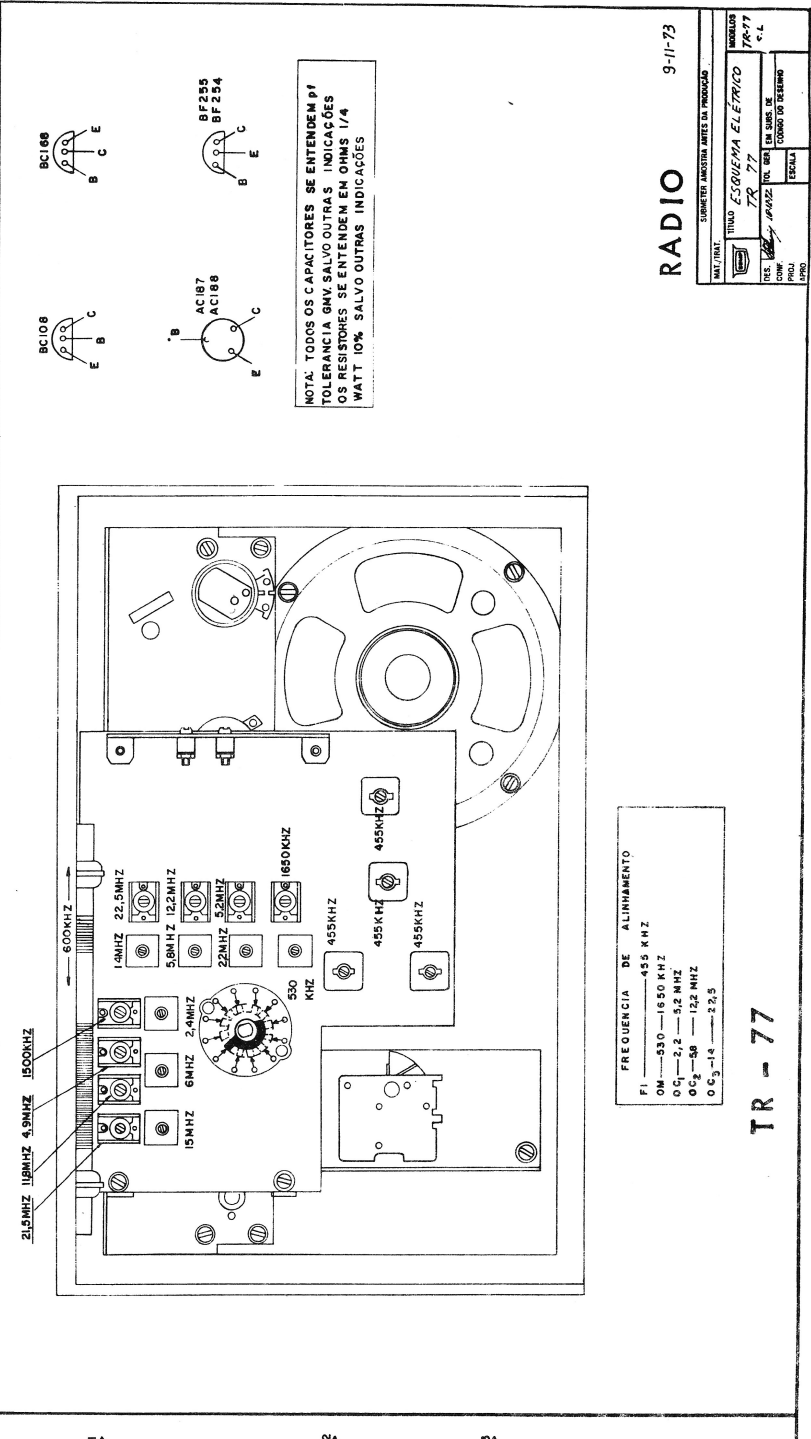 BC108
E
B
C
BC168
B
C
E
AC187
AC188
B
E
C
BF255
BF254
B
E
C
NOTA: TODOS OS CAPACITORES SE ENTENDEM pf
TOLERANCIA GMV. SALVO OUTRAS INDICAÇÕES
OS RESISTORES SE ENTENDEM EM OHMS 1/4
WATT 10% SALVO OUTRAS INDICAÇÕES
21,5MHZ
11,8MHZ
4,9MHZ
1500KHZ
600KHZ
15MHZ
6MHZ
2,4MHZ
14MHZ
22,5MHZ
5,8MHZ
12,2MHZ
2,2MHZ
5,2MHZ
530
KHZ
1650KHZ
455KHZ
455KHZ
455KHZ
455KHZ
FREQUENCIA DE ALINHAMENTO
FI 455 KHZ
OM 530 1650 KHZ
OC1 2,2 5,2 MHZ
OC2 5,8 12,2 MHZ
OC3 14 22,5
TR - 77
RADIO
9-11-73
SUBMETER AMOSTRA ANTES DA PRODUÇÃO
MAT./TRAT.
TITULO ESQUEMA ELÉTRICO
TR 77
MODELOS
TR-77
DES.
CONF.
PROJ.
APRO
TOL GER.
EM SUBS. DE
CÓDIGO DO DESENHO
ESCALA